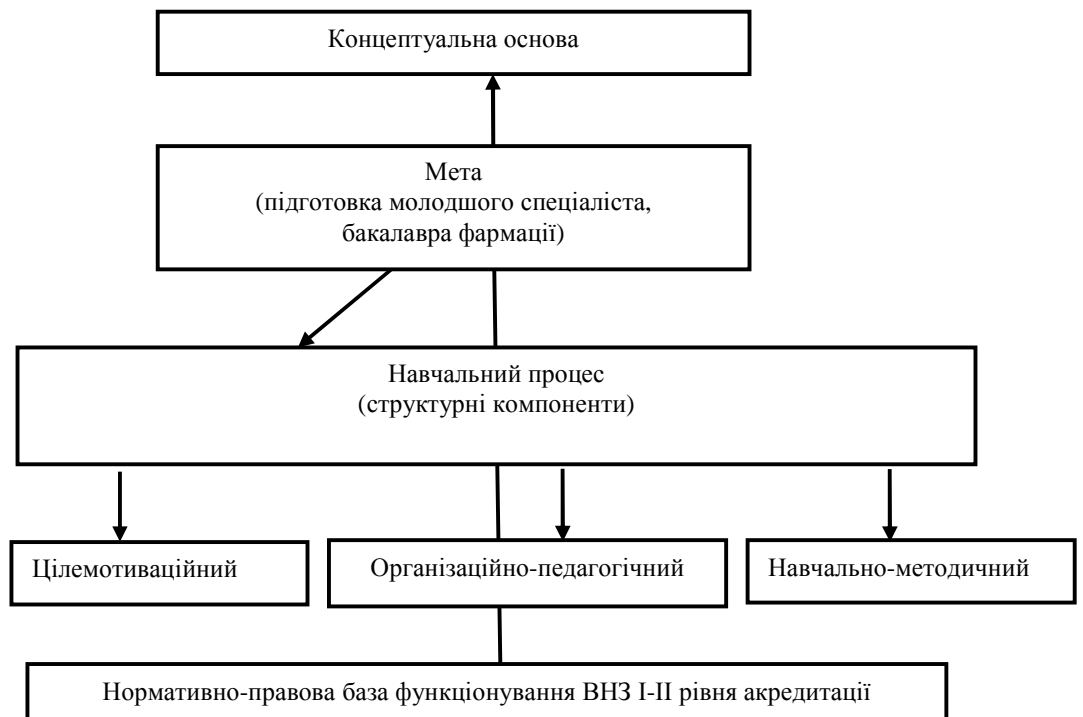 Концептуальна основа
Мета
(підготовка молодшого спеціаліста,
бакалавра фармації)
Навчальний процес
(структурні компоненти)
Цілемотиваційний
Організаційно-педагогічний
Навчально-методичний
Нормативно-правова база функціонування ВНЗ І-ІІ рівня акредитації